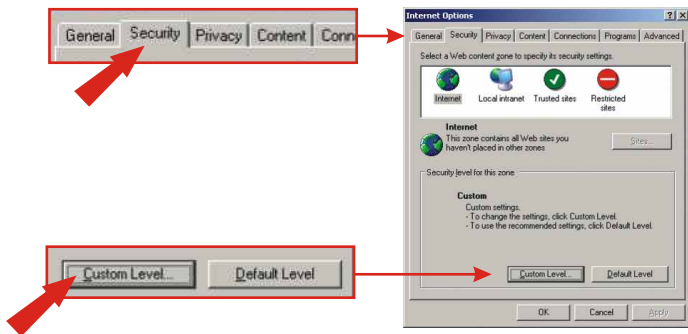 General Security Privacy Content Conn
Internet Options
General Security Privacy Content Connections Programs Advanced
Select a Web content zone to specify its security settings.
Internet Local intranet Trusted sites Restricted
sites
Internet
This zone contains all Web sites you
haven't placed in other zones
Sites...
Security level for this zone
Custom
Custom settings.
- To change the settings, click Custom Level.
- To use the recommended settings, click Default Level.
Custom Level... Default Level
Custom Level... Default Level
OK Cancel Apply